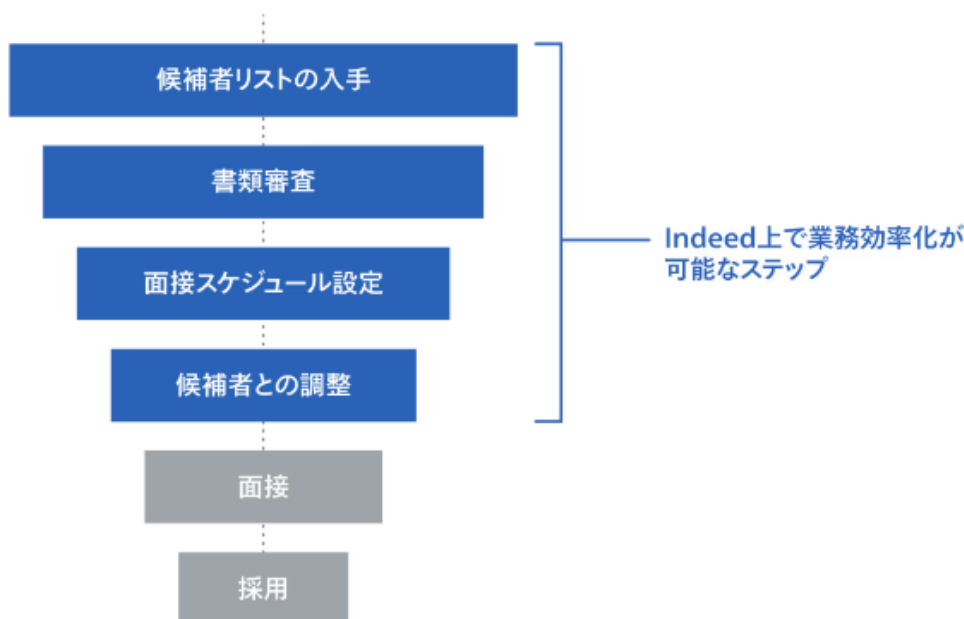 候補者リストの入手
書類審査
面接スケジュール設定
候補者との調整
Indeed上で業務効率化が
可能なステップ
面接
採用